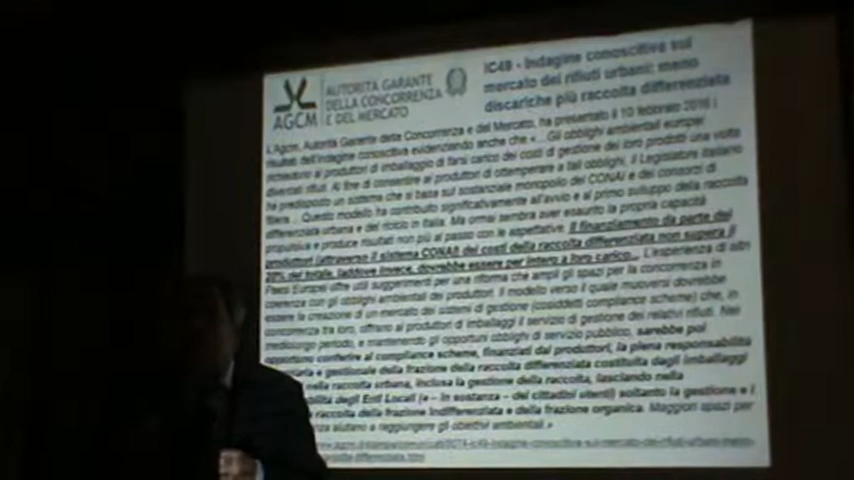 AGCM
AUTORITÀ GARANTE
DELLA CONCORRENZA
E DEL MERCATO
IC49 - Indagine conoscitiva sul
mercato dei rifiuti urbani: meno
discariche più raccolta differenziata
L'Agcm, Autorità Garante della Concorrenza e del Mercato, ha presentato il 10 febbraio 2016 i
risultati dell'indagine conoscitiva evidenziando anche che «... Gli obblighi ambientali europei
impongono ai produttori di imballaggio di farsi carico dei costi di gestione dei loro prodotti una volta
divenuti rifiuti. Al fine di consentire ai produttori di ottemperare a tali obblighi, il Legislatore italiano
ha predisposto un sistema che si basa sul sostanziale monopolio del CONAI e dei consorzi di
filiera... Questo modello ha contribuito significativamente all'avvio e al primo sviluppo della raccolta
differenziata urbana e del riciclo in Italia. Ma ormai sembra aver esaurito la propria capacità
propulsiva e produce risultati non più al passo con le aspettative. Il finanziamento da parte dei
produttori (attraverso il sistema CONAI) dei costi della raccolta differenziata non supera il
20% del totale, laddove invece, dovrebbe essere per intero a loro carico... L'esperienza di altri
Paesi Europei offre utili suggerimenti per una riforma che ampli gli spazi per la concorrenza in
coerenza con gli obblighi ambientali dei produttori. Il modello verso il quale muoversi dovrebbe
essere la creazione di un mercato dei sistemi di gestione (cosiddetti compliance scheme) che, in
concorrenza tra loro, offrano ai produttori di imballaggi il servizio di gestione dei relativi rifiuti. Nel
medio/lungo periodo, e mantenendo gli opportuni obblighi di servizio pubblico, sarebbe poi
opportuno conferire ai compliance scheme, finanziati dai produttori, la piena responsabilità
e gestionale della frazione della raccolta differenziata costituita dagli imballaggi
nella raccolta urbana, inclusa la gestione della raccolta, lasciando nella
degli Enti Locali (e – in sostanza – dei cittadini utenti) soltanto la gestione e i
raccolta della frazione indifferenziata e della frazione organica. Maggiori spazi per
aiutano a raggiungere gli obiettivi ambientali.»